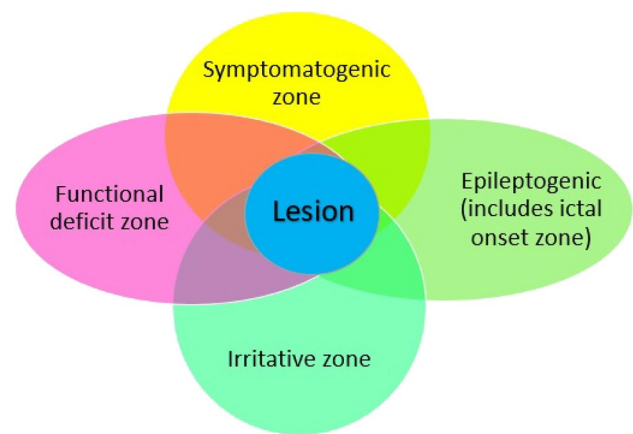 Symptomatogenic
zone
Functional
deficit zone
Lesion
Epileptogenic
(includes ictal
onset zone)
Irritative zone